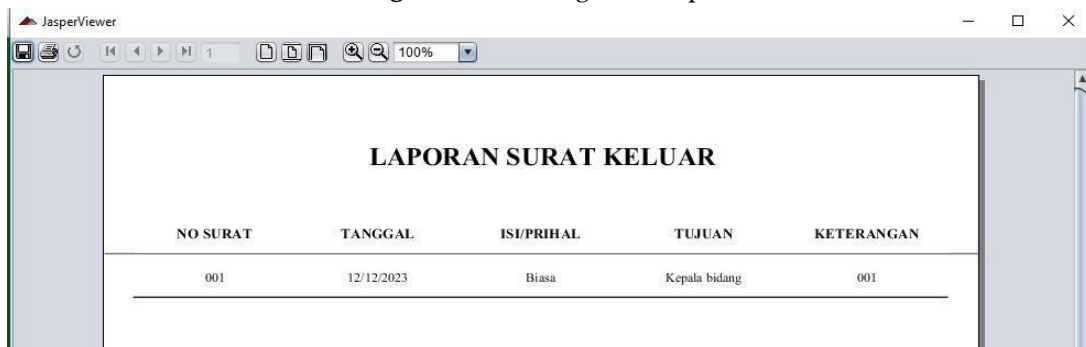 JasperViewer
1
100%
LAPORAN SURAT KELUAR
NO SURAT TANGGAL ISI/PRIHAL TUJUAN KETERANGAN
001 12/12/2023 Biasa Kepala bidang 001